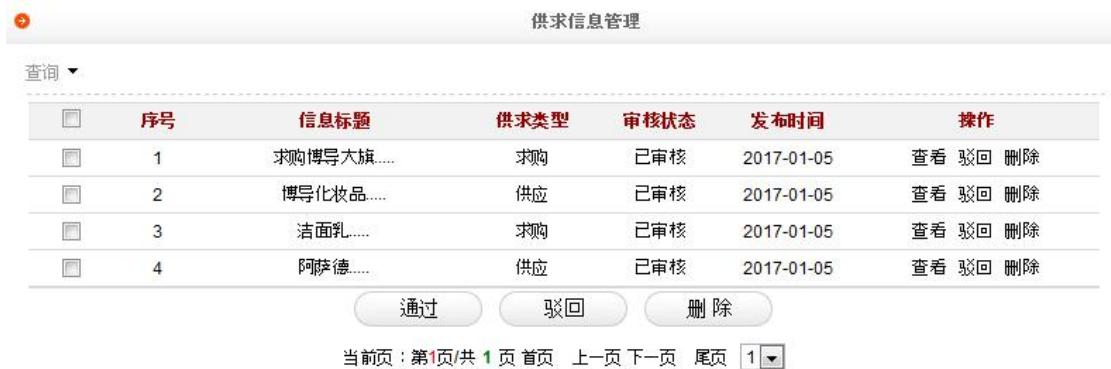 供求信息管理
查询
序号 信息标题 供求类型 审核状态 发布时间 操作
1 求购博导大旗..... 求购 已审核 2017-01-05 查看 驳回 删除
2 博导化妆品..... 供应 已审核 2017-01-05 查看 驳回 删除
3 洁面乳..... 求购 已审核 2017-01-05 查看 驳回 删除
4 阿萨德..... 供应 已审核 2017-01-05 查看 驳回 删除
通过 驳回 删 除
当前页：第1页/共 1 页 首页 上一页 下一页 尾页 1